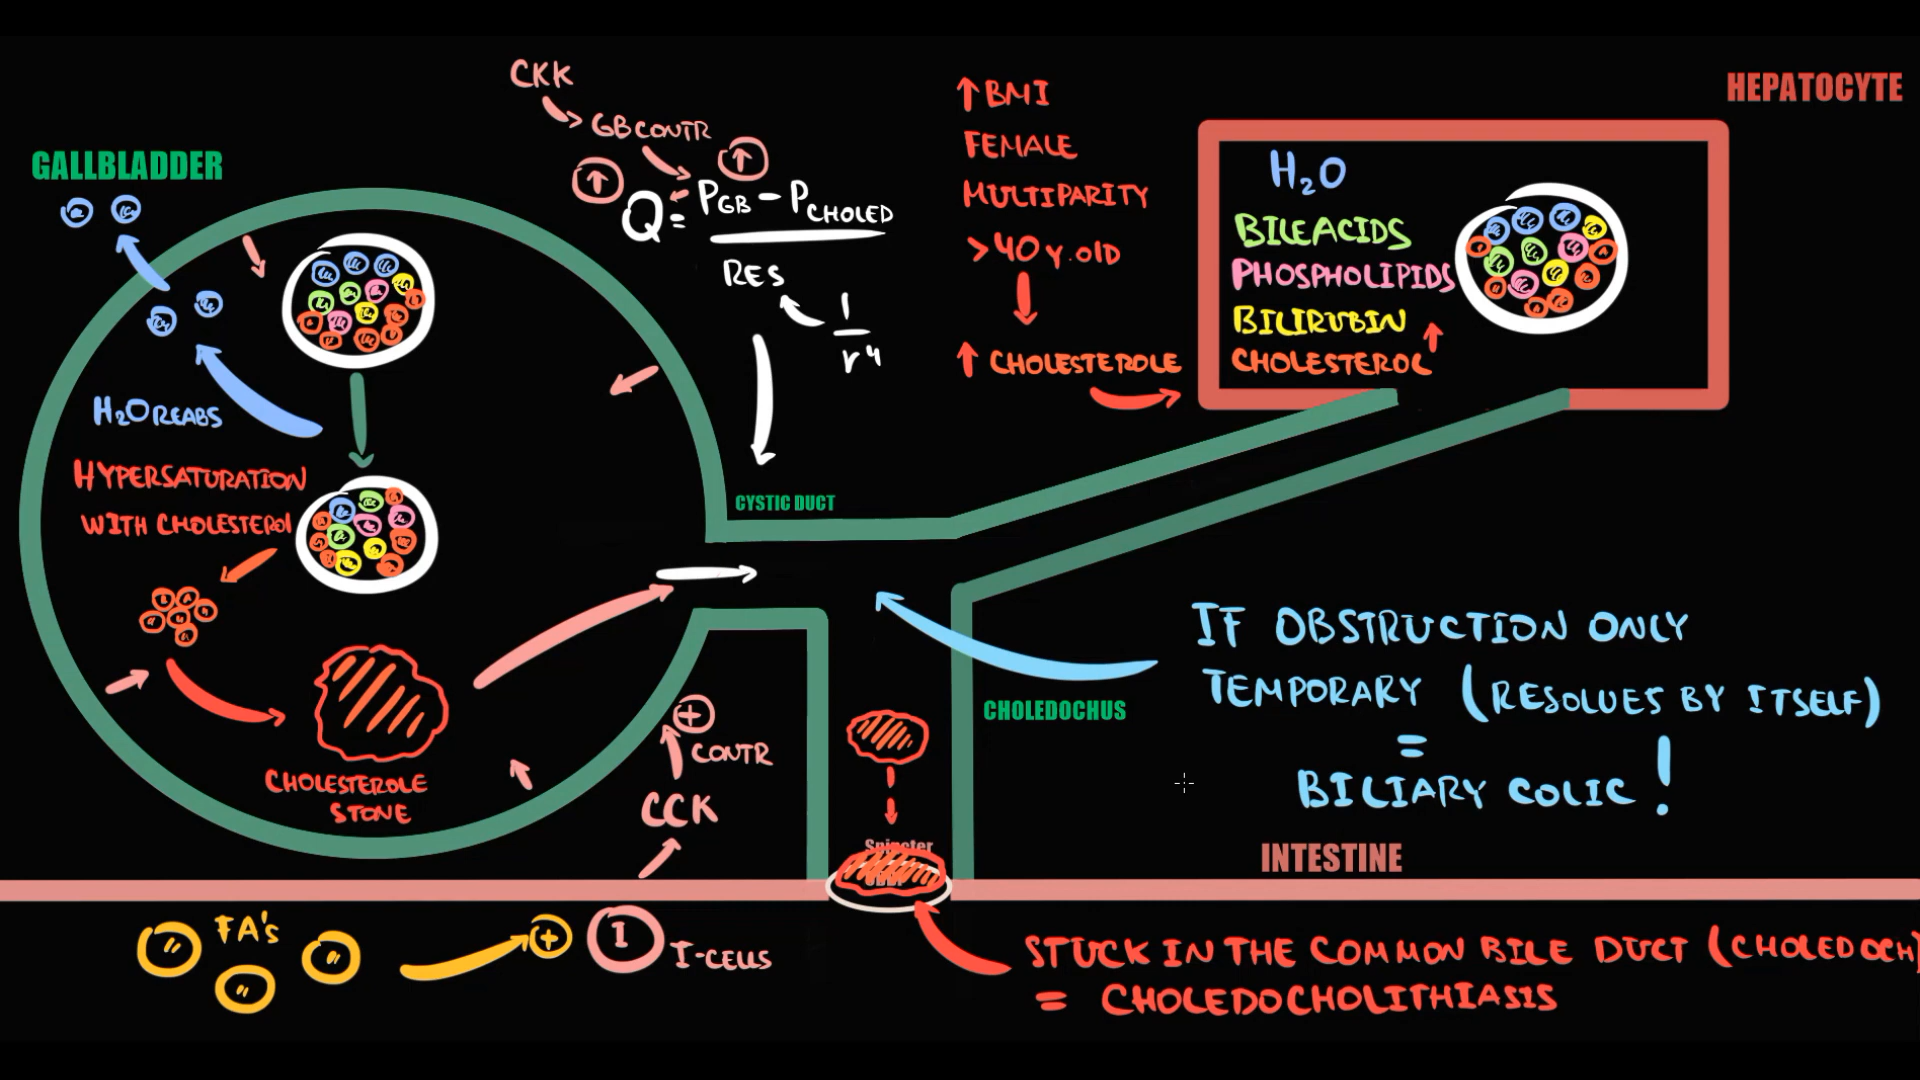 HEPATOCYTE
GALLBLADDER
CKK
GB CONTR
↑ ↑
Q = PGB - PCHOLED
RES
1
r4
↑ BMI
FEMALE
MULTIPARITY
>40 y.old
↑ CHOLESTEROLE
H2O
BILEACIDS
PHOSPHOLIPIDS
BILIRUBIN
CHOLESTEROL ↑
H2O REABS
HYPERSATURATION
WITH CHOLESTEROL
CHOLESTEROLE
STONE
CYSTIC DUCT
CHOLEDOCHUS
IF OBSTRUCTION ONLY
TEMPORARY (RESOLVES BY ITSELF)
=
BILIARY COLIC !
+
CONTR
CCK
INTESTINE
FA's
+
I
I-CELLS
STUCK IN THE COMMON BILE DUCT (CHOLEDOCH)
= CHOLEDOCHOLITHIASIS